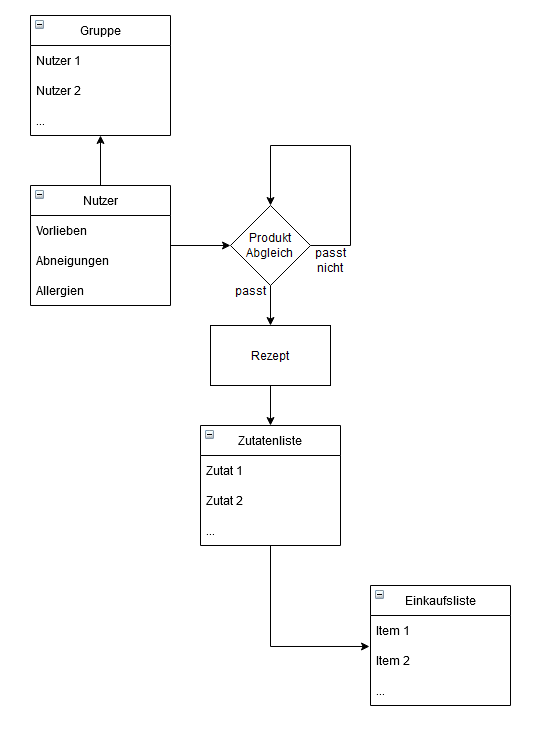 Gruppe
Nutzer 1
Nutzer 2
...
Nutzer
Vorlieben
Abneigungen
Allergien
Produkt
Abgleich
passt
nicht
passt
Rezept
Zutatenliste
Zutat 1
Zutat 2
...
Einkaufsliste
Item 1
Item 2
...